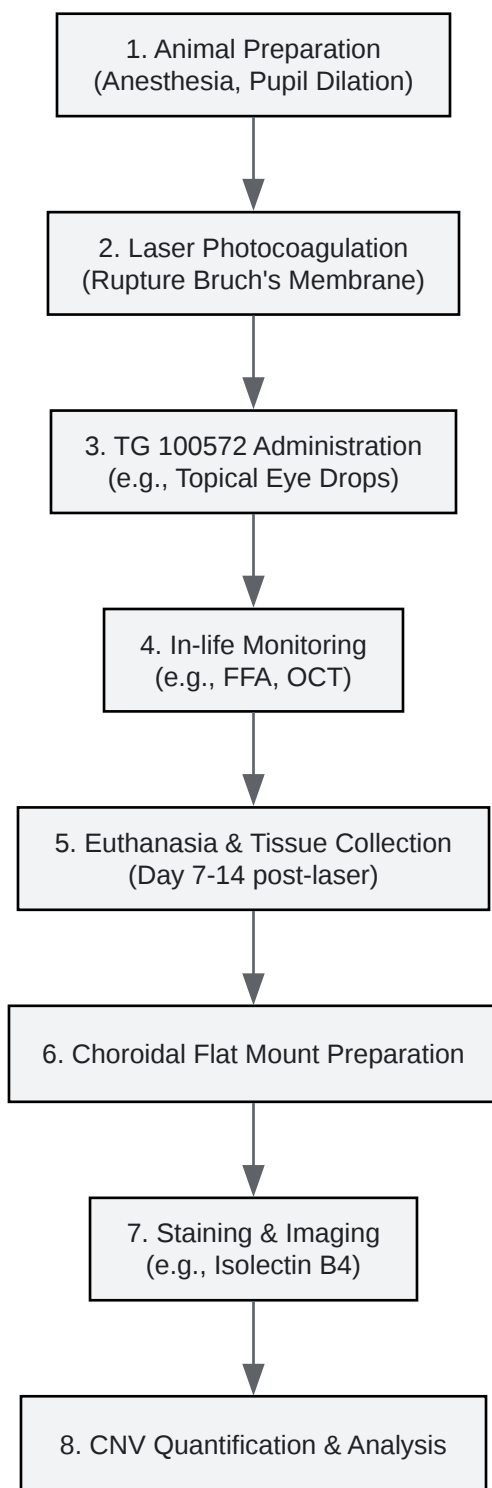 1. Animal Preparation
(Anesthesia, Pupil Dilation)
2. Laser Photocoagulation
(Rupture Bruch's Membrane)
3. TG 100572 Administration
(e.g., Topical Eye Drops)
4. In-life Monitoring
(e.g., FFA, OCT)
5. Euthanasia & Tissue Collection
(Day 7-14 post-laser)
6. Choroidal Flat Mount Preparation
7. Staining & Imaging
(e.g., Isolectin B4)
8. CNV Quantification & Analysis